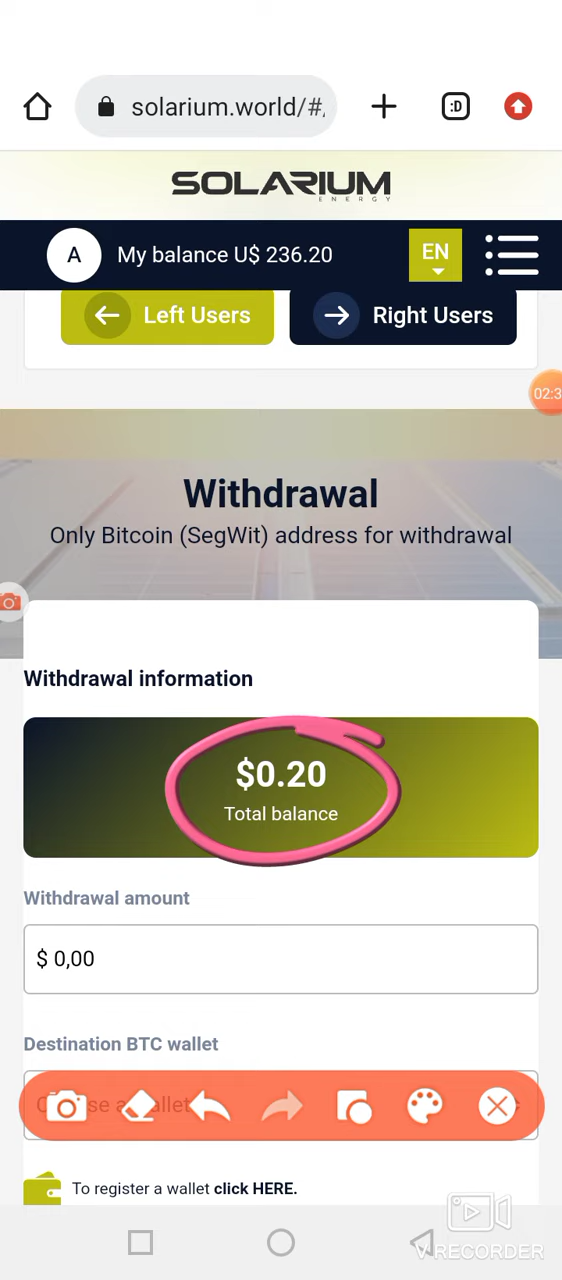 solarium.world/#,
:D
SOLARIUM
ENERGY
A
My balance U$ 236.20
EN
Left Users
Right Users
02:3
Withdrawal
Only Bitcoin (SegWit) address for withdrawal
Withdrawal information
$0.20
Total balance
Withdrawal amount
$ 0,00
Destination BTC wallet
To register a wallet click HERE.
VRECORDER